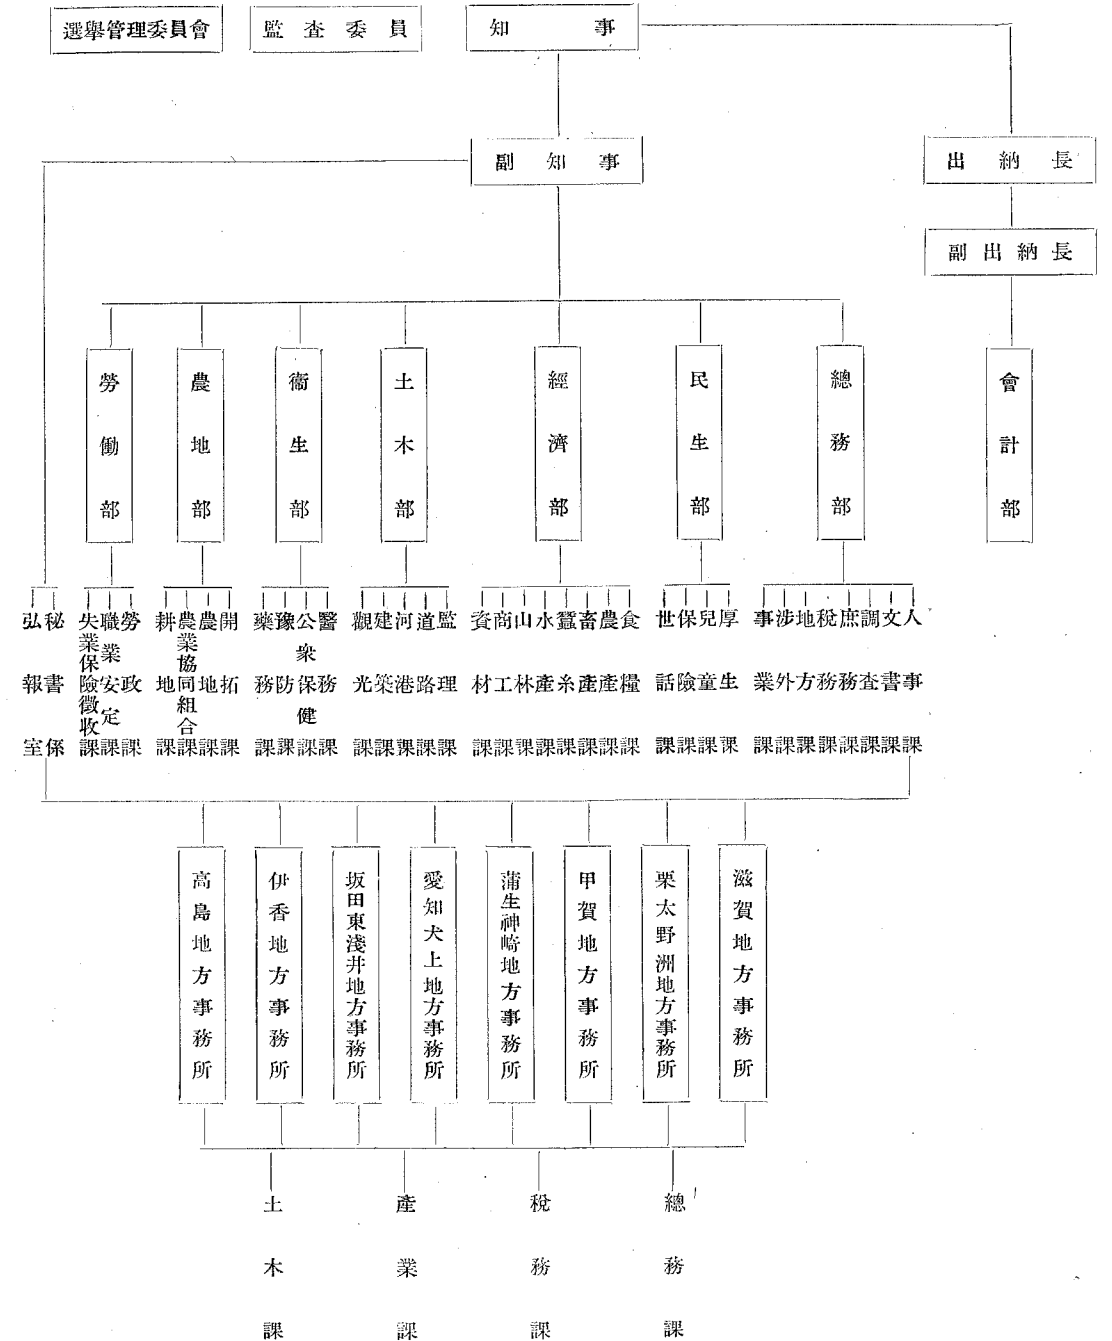 選舉管理委員會
監査委員
知事
副知事
出納長
副出納長
會計部
總務部
民生部
經濟部
土木部
衞生部
農地部
勞働部
人事課
文書課
調査課
庶務課
税務課
地方課
涉外課
事業課
厚生課
兒童課
保險課
世話課
食糧課
農產課
畜產課
蠶糸課
水產課
山林課
商工課
資材課
監理課
道路課
河港課
建築課
觀光課
醫務課
公衆保健課
豫防課
藥務課
開拓課
農地課
農業協同組合課
耕地課
勞政課
職業安定課
失業保險徵收課
秘書係
弘報室
滋賀地方事務所
栗太野洲地方事務所
甲賀地方事務所
蒲生神崎地方事務所
愛知犬上地方事務所
坂田東淺井地方事務所
伊香地方事務所
高島地方事務所
總務課
稅務課
產業課
土木課